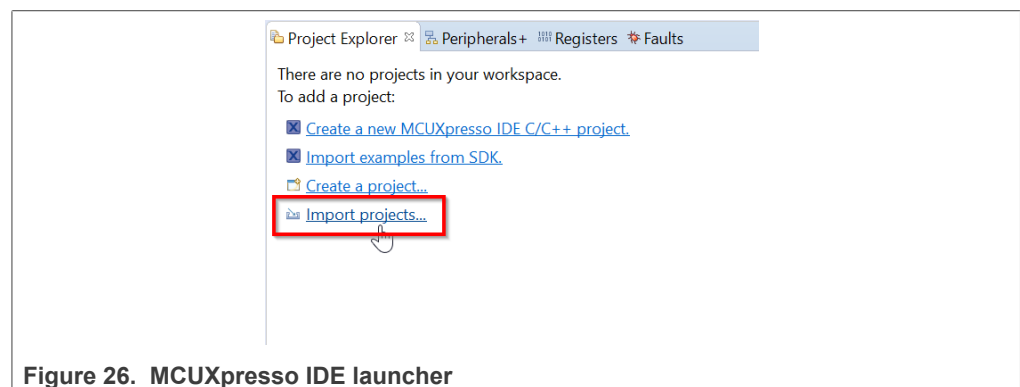 Project Explorer Peripherals+ Registers Faults
There are no projects in your workspace.
To add a project:
Create a new MCUXpresso IDE C/C++ project.
Import examples from SDK.
Create a project...
Import projects...
Figure 26. MCUXpresso IDE launcher